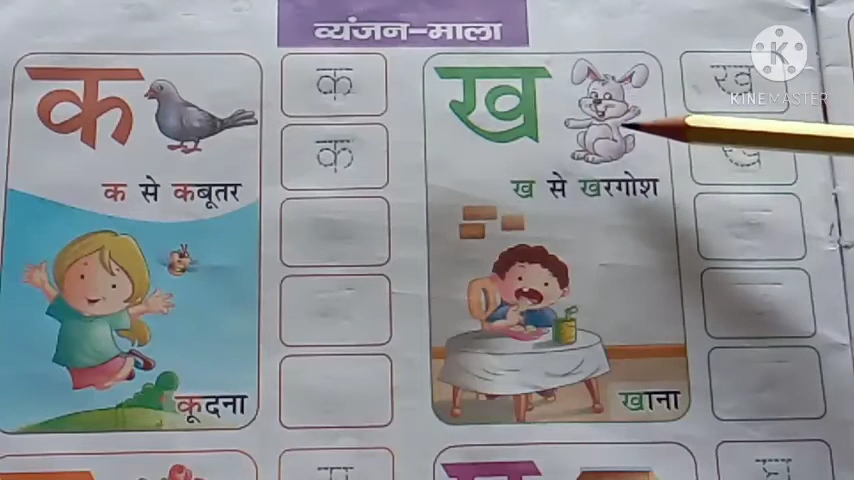 व्यंजन-माला
क
क
क
क से कबूतर
कूदना
ख
ख
ख से खरगोश
खाना
KINEMASTER